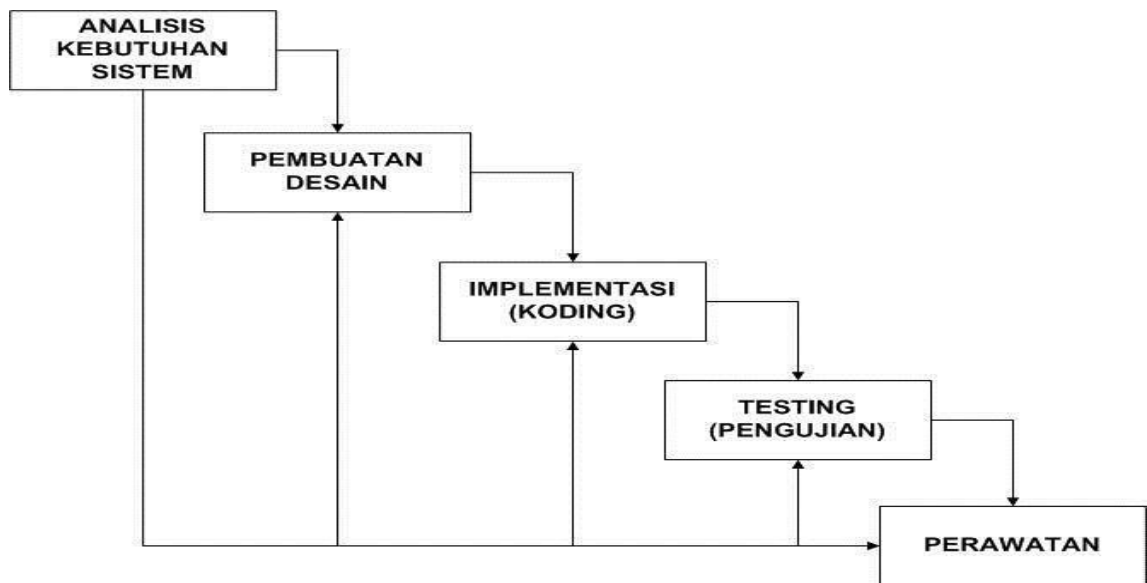 ANALISIS
KEBUTUHAN
SISTEM
PEMBUATAN
DESAIN
IMPLEMENTASI
(KODING)
TESTING
(PENGUJIAN)
PERAWATAN